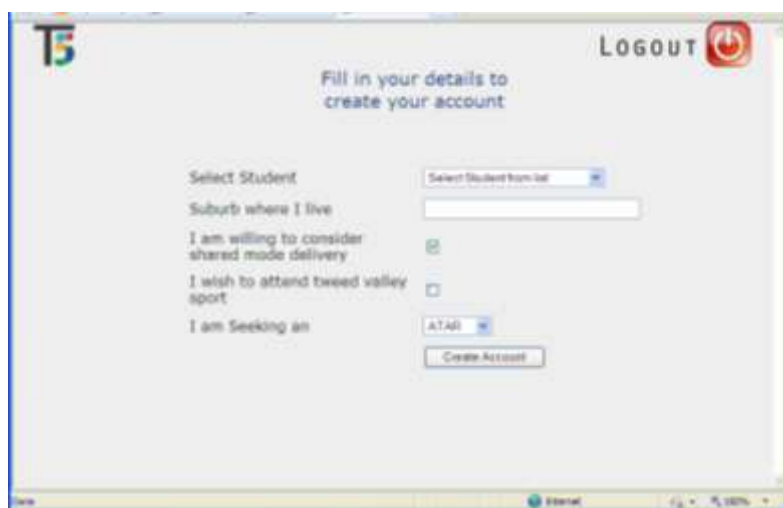 T5
LOGOUT
Fill in your details to
create your account
Select Student
Select Student from list
Suburb where I live
I am willing to consider
shared mode delivery
I wish to attend tweed valley
sport
I am Seeking an
ATAR
Create Account
Done
Internet
100%